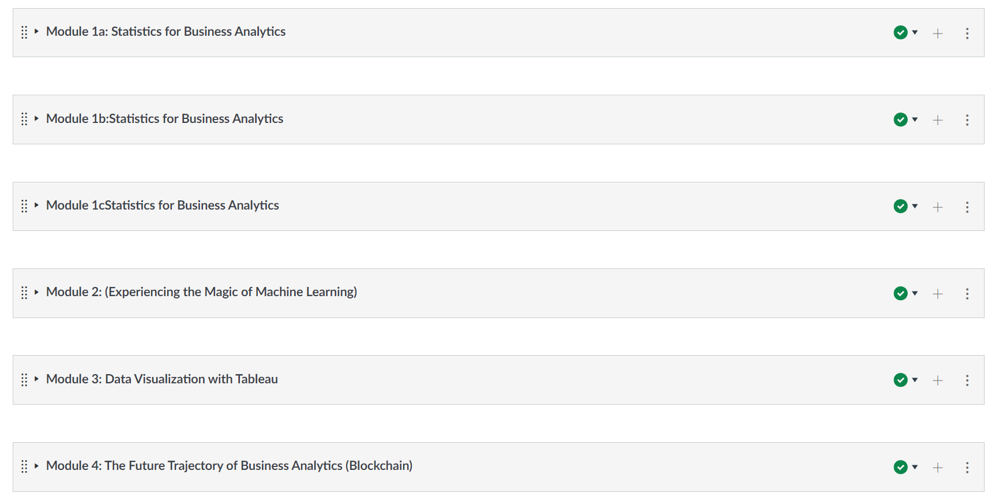 Module 1a: Statistics for Business Analytics
Module 1b:Statistics for Business Analytics
Module 1cStatistics for Business Analytics
Module 2: (Experiencing the Magic of Machine Learning)
Module 3: Data Visualization with Tableau
Module 4: The Future Trajectory of Business Analytics (Blockchain)